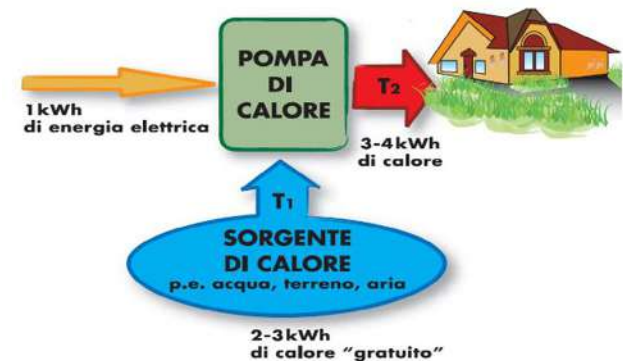 POMPA
DI
CALORE
1kWh
di energia elettrica
T2
3-4kWh
di calore
T1
SORGENTE
DI CALORE
p.e. acqua, terreno, aria
2-3kWh
di calore “gratuito”